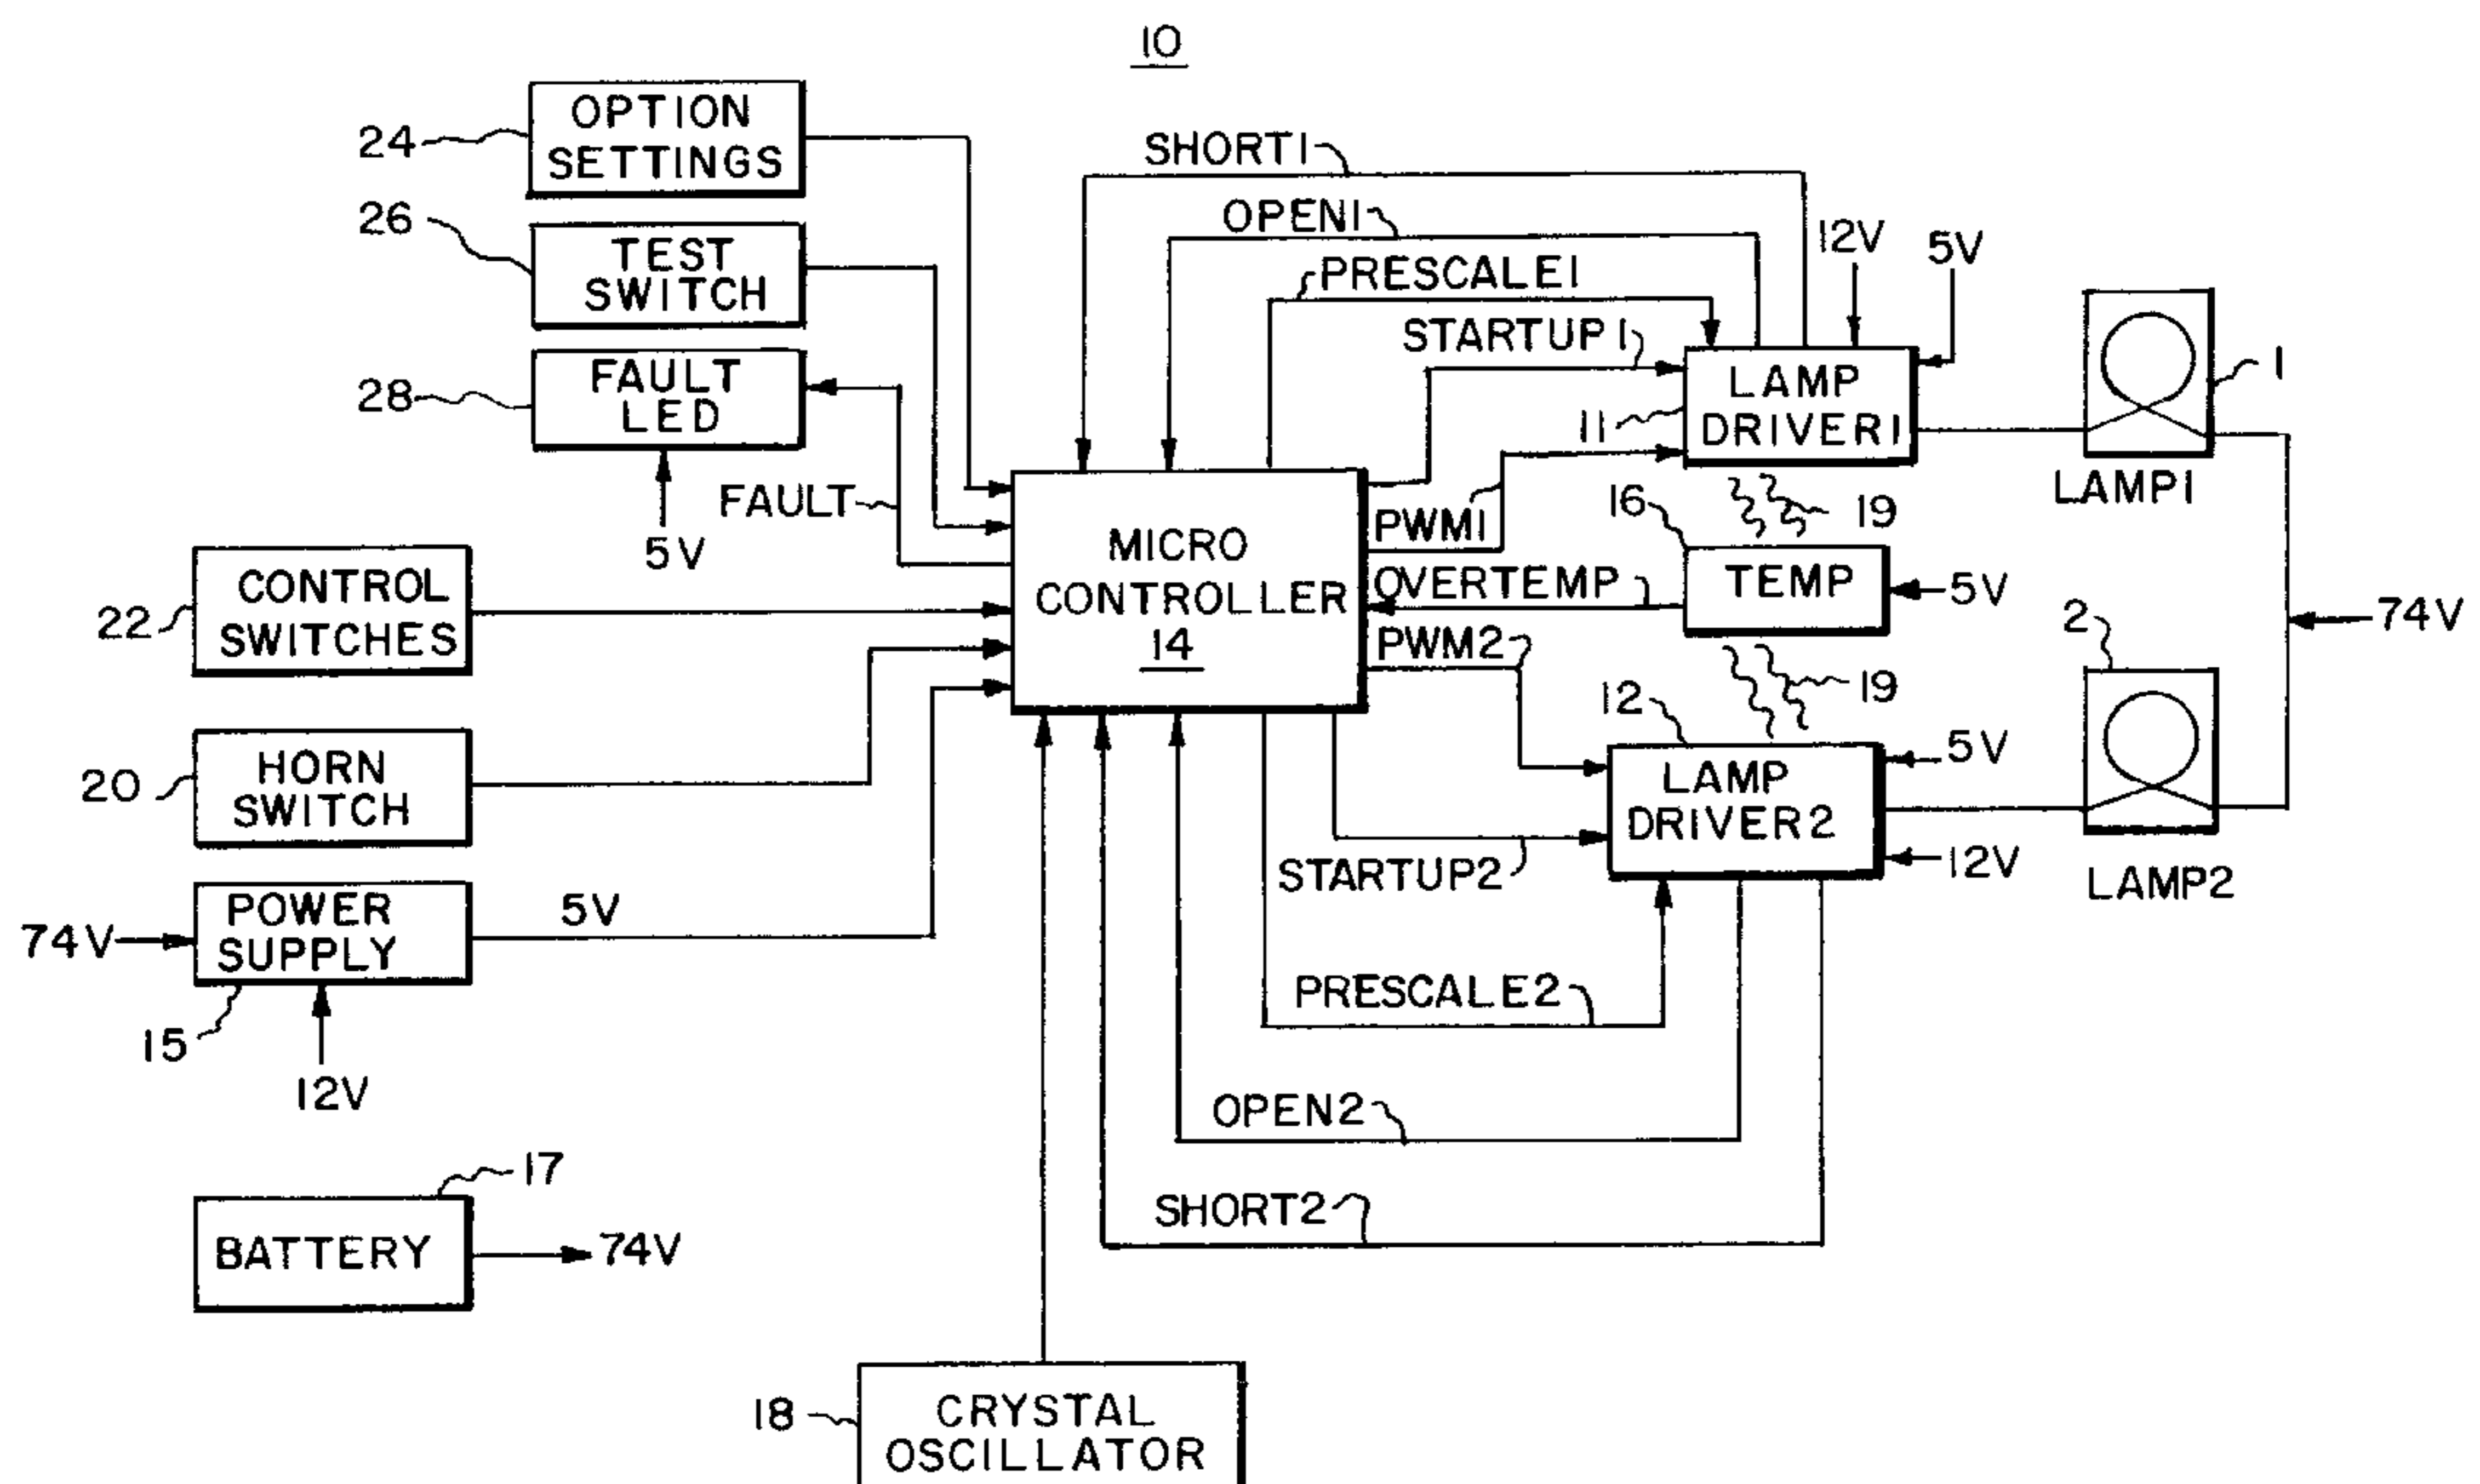 10
OPTION
SETTINGS
24
SHORT1
26
OPEN1
TEST
SWITCH
12V
5V
PRESCALE1
STARTUP1
FAULT
LED
28
LAMP
DRIVER1
11
1
LAMP1
FAULT
5V
PWM1
16
19
MICRO
CONTROLLER
14
OVERTEMP
TEMP
5V
CONTROL
SWITCHES
22
74V
2
PWM2
12
19
HORN
SWITCH
20
LAMP
DRIVER2
5V
12V
STARTUP2
LAMP2
POWER
SUPPLY
5V
74V
15
12V
PRESCALE2
OPEN2
17
BATTERY
74V
SHORT2
18
CRYSTAL
OSCILLATOR